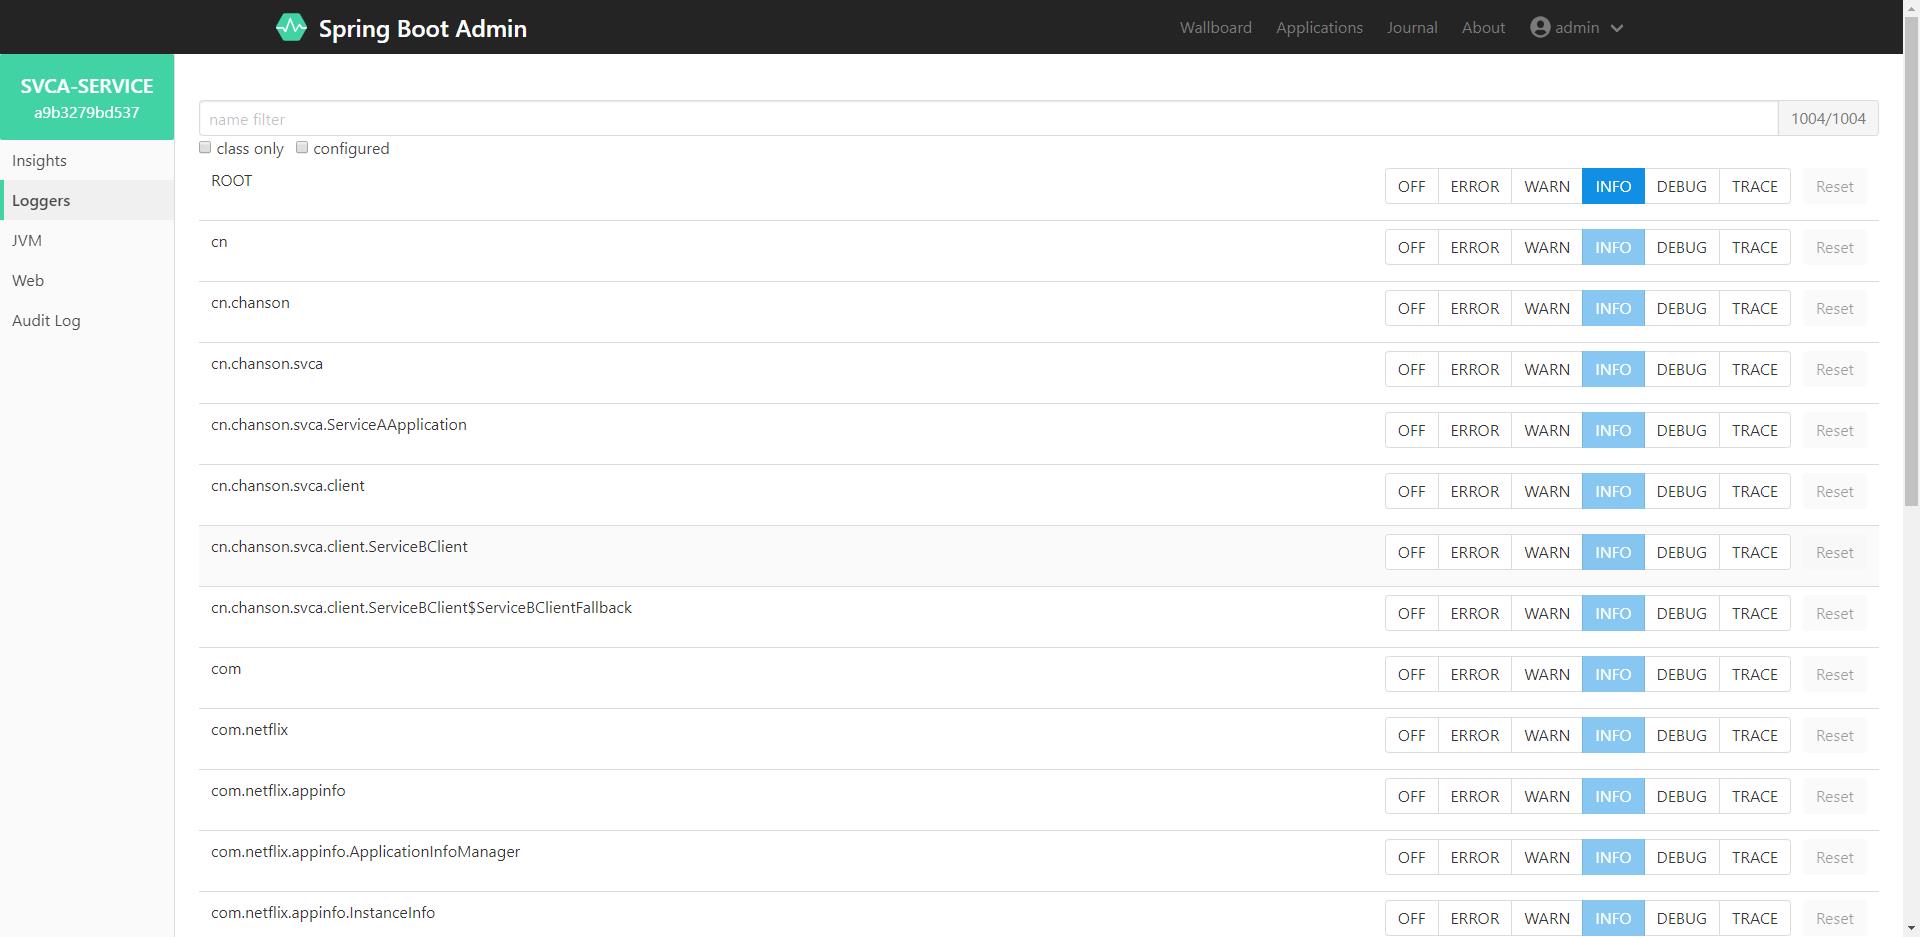 Spring Boot Admin
Wallboard Applications Journal About admin
SVCA-SERVICE
a9b3279bd537
Insights
Loggers
JVM
Web
Audit Log
name filter 1004/1004
class only configured
ROOT OFF ERROR WARN INFO DEBUG TRACE Reset
cn OFF ERROR WARN INFO DEBUG TRACE Reset
cn.chanson OFF ERROR WARN INFO DEBUG TRACE Reset
cn.chanson.svca OFF ERROR WARN INFO DEBUG TRACE Reset
cn.chanson.svca.ServiceAApplication OFF ERROR WARN INFO DEBUG TRACE Reset
cn.chanson.svca.client OFF ERROR WARN INFO DEBUG TRACE Reset
cn.chanson.svca.client.ServiceBClient OFF ERROR WARN INFO DEBUG TRACE Reset
cn.chanson.svca.client.ServiceBClient$ServiceBClientFallback OFF ERROR WARN INFO DEBUG TRACE Reset
com OFF ERROR WARN INFO DEBUG TRACE Reset
com.netflix OFF ERROR WARN INFO DEBUG TRACE Reset
com.netflix.appinfo OFF ERROR WARN INFO DEBUG TRACE Reset
com.netflix.appinfo.ApplicationInfoManager OFF ERROR WARN INFO DEBUG TRACE Reset
com.netflix.appinfo.InstanceInfo OFF ERROR WARN INFO DEBUG TRACE Reset